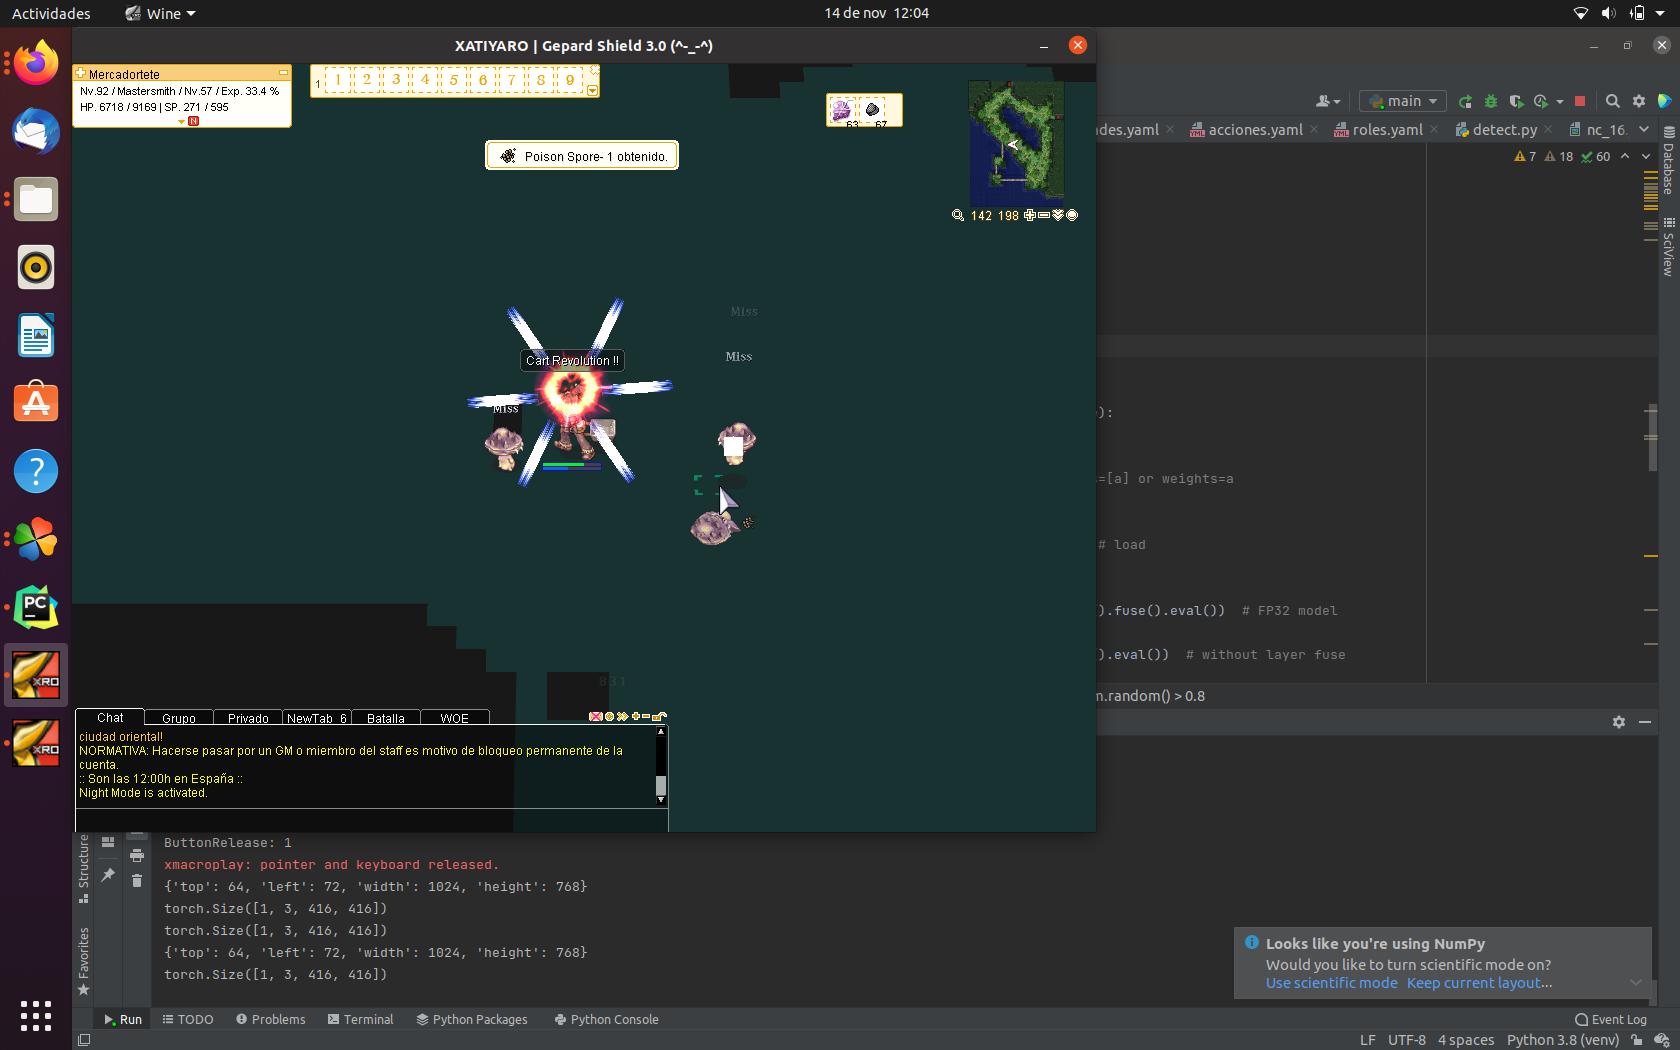 Actividades
Wine
14 de nov 12:04
XATIYARO | Gepard Shield 3.0 (^-_-^)
Mercadortete
Nv.92 / Mastersmith / Nv.57 / Exp. 33.4 %
HP. 6718 / 9169 | SP. 271 / 595
N
1 1 2 3 4 5 6 7 8 9
63 67
Poison Spore- 1 obtenido.
142 198
main
des.yaml
acciones.yaml
roles.yaml
detect.py
nc_16.
7 18 60
Database
SciView
Miss
Miss
Cart Revolution !!
Miss
):
=[a] or weights=a
# load
).fuse().eval()) # FP32 model
).eval()) # without layer fuse
m.random() > 0.8
831
Chat Grupo Privado NewTab_6 Batalla WOE
ciudad oriental!
NORMATIVA: Hacerse pasar por un GM o miembro del staff es motivo de bloqueo permanente de la
cuenta.
:: Son las 12:00h en España ::
Night Mode is activated.
PC
XRO
XRO
Structure
Favorites
ButtonRelease: 1
xmacroplay: pointer and keyboard released.
{'top': 64, 'left': 72, 'width': 1024, 'height': 768}
torch.Size([1, 3, 416, 416])
torch.Size([1, 3, 416, 416])
{'top': 64, 'left': 72, 'width': 1024, 'height': 768}
torch.Size([1, 3, 416, 416])
Looks like you're using NumPy
Would you like to turn scientific mode on?
Use scientific mode Keep current layout...
Run TODO Problems Terminal Python Packages Python Console
Event Log
LF UTF-8 4 spaces Python 3.8 (venv)